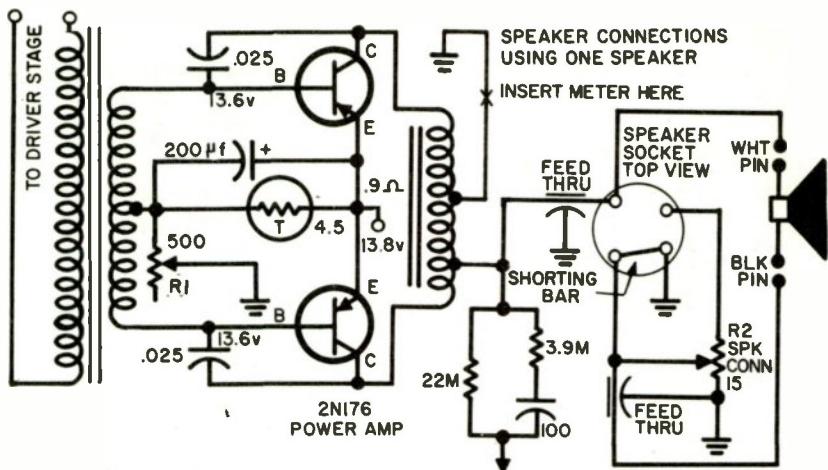 TO DRIVER STAGE
.025
B
C
13.6v
E
200µf
+
.9Ω
T
4.5
13.8v
500
R1
E
B
13.6v
.025
C
2N176
POWER AMP
SPEAKER CONNECTIONS
USING ONE SPEAKER
INSERT METER HERE
FEED
THRU
SPEAKER
SOCKET
TOP VIEW
WHT
PIN
BLK
PIN
SHORTING
BAR
22M
3.9M
100
R2
SPK
CONN
15
FEED
THRU